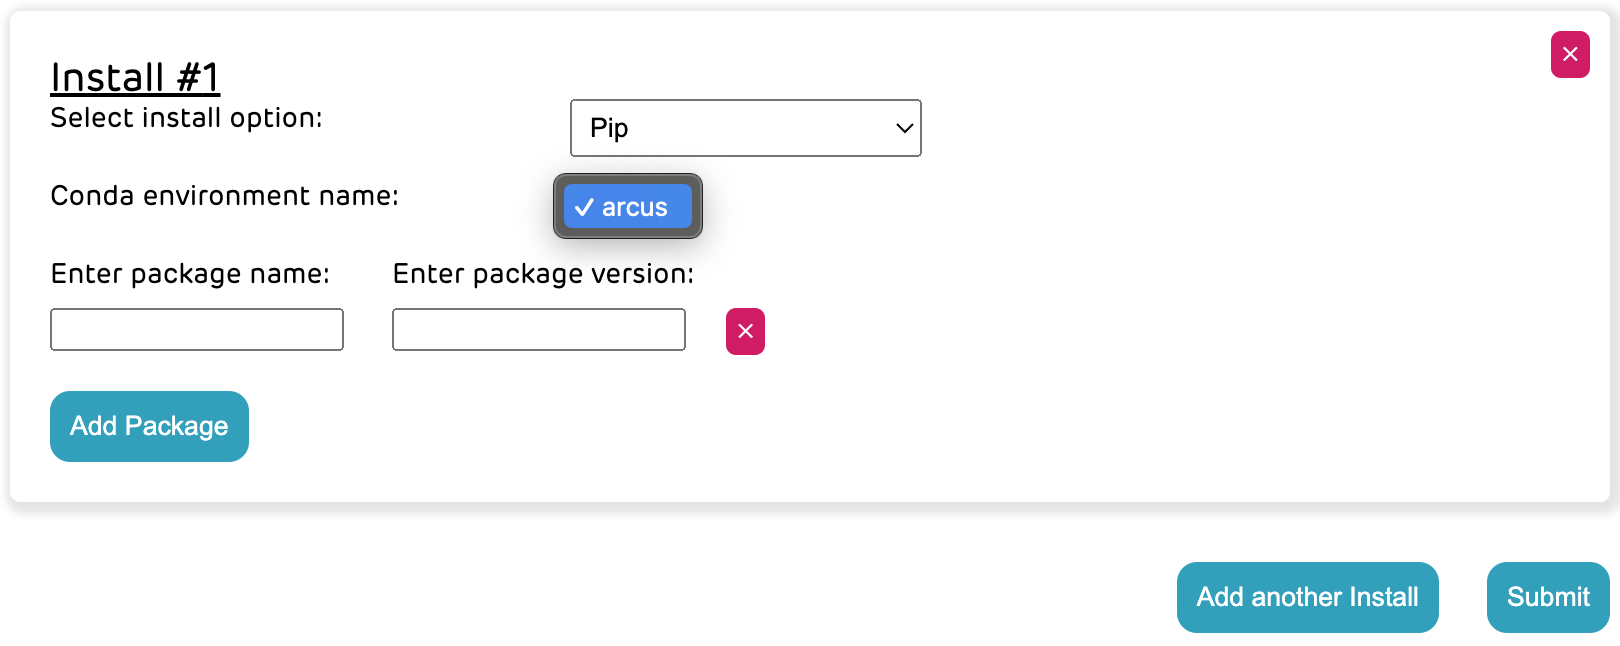 Install #1
Select install option:
Pip
Conda environment name:
✓ arcus
Enter package name: Enter package version:
Add Package
Add another Install
Submit